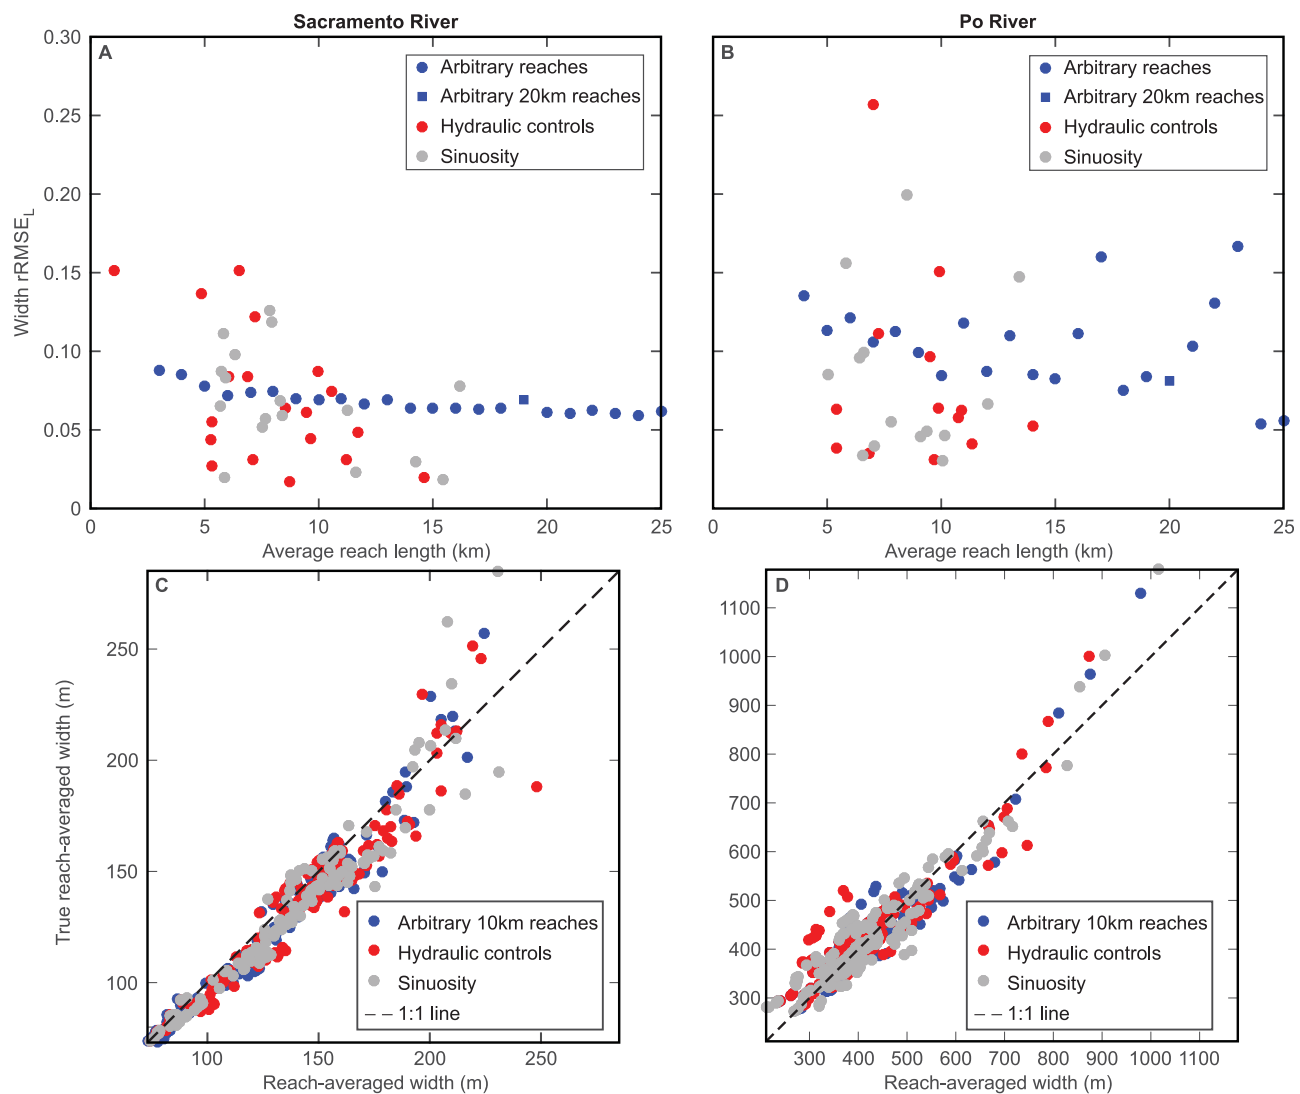 Sacramento River
Po River
A
B
0.30
0.25
0.20
0.15
0.10
0.05
0
Width rRMSE_L
Arbitrary reaches
Arbitrary 20km reaches
Hydraulic controls
Sinuosity
Arbitrary reaches
Arbitrary 20km reaches
Hydraulic controls
Sinuosity
0 5 10 15 20 25
Average reach length (km)
0 5 10 15 20 25
Average reach length (km)
C
D
250
200
150
100
True reach-averaged width (m)
1100
1000
900
800
700
600
500
400
300
Arbitrary 10km reaches
Hydraulic controls
Sinuosity
1:1 line
Arbitrary 10km reaches
Hydraulic controls
Sinuosity
1:1 line
100 150 200 250
Reach-averaged width (m)
300 400 500 600 700 800 900 1000 1100
Reach-averaged width (m)